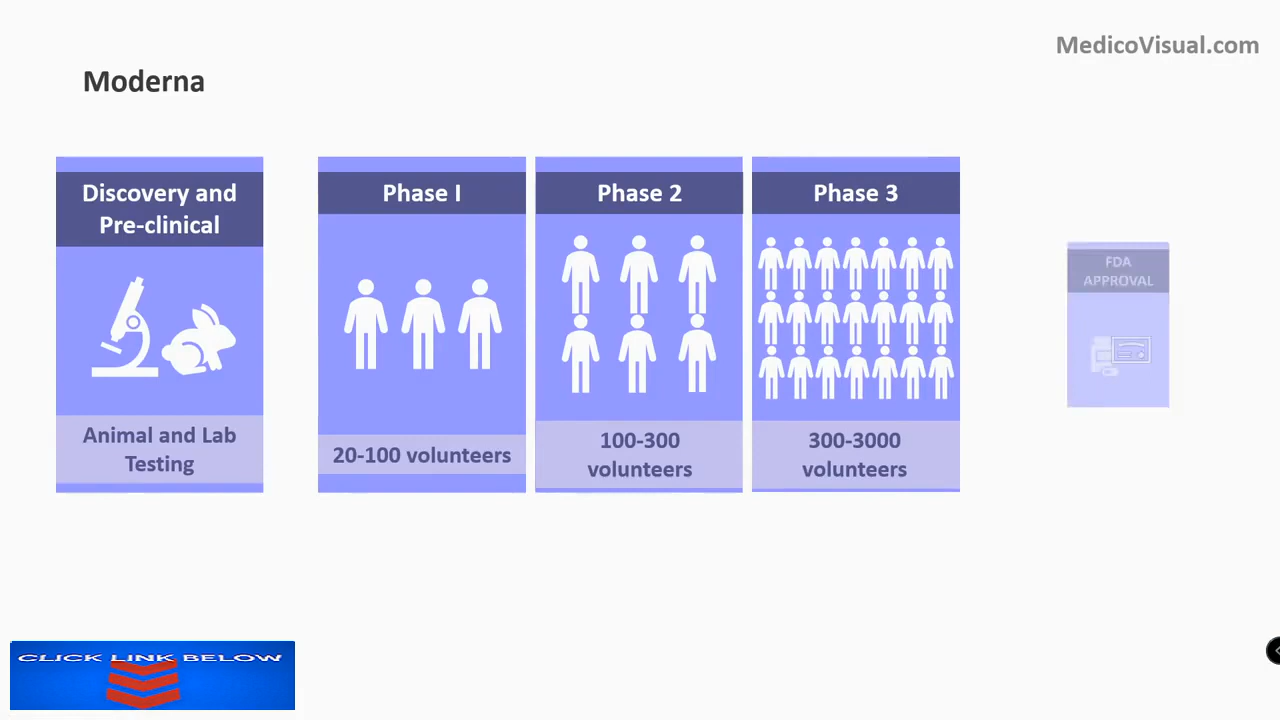 MedicoVisual.com
Moderna
Discovery and
Pre-clinical
Animal and Lab
Testing
Phase I
20-100 volunteers
Phase 2
100-300
volunteers
Phase 3
300-3000
volunteers
FDA
APPROVAL
CLICK LINK BELOW